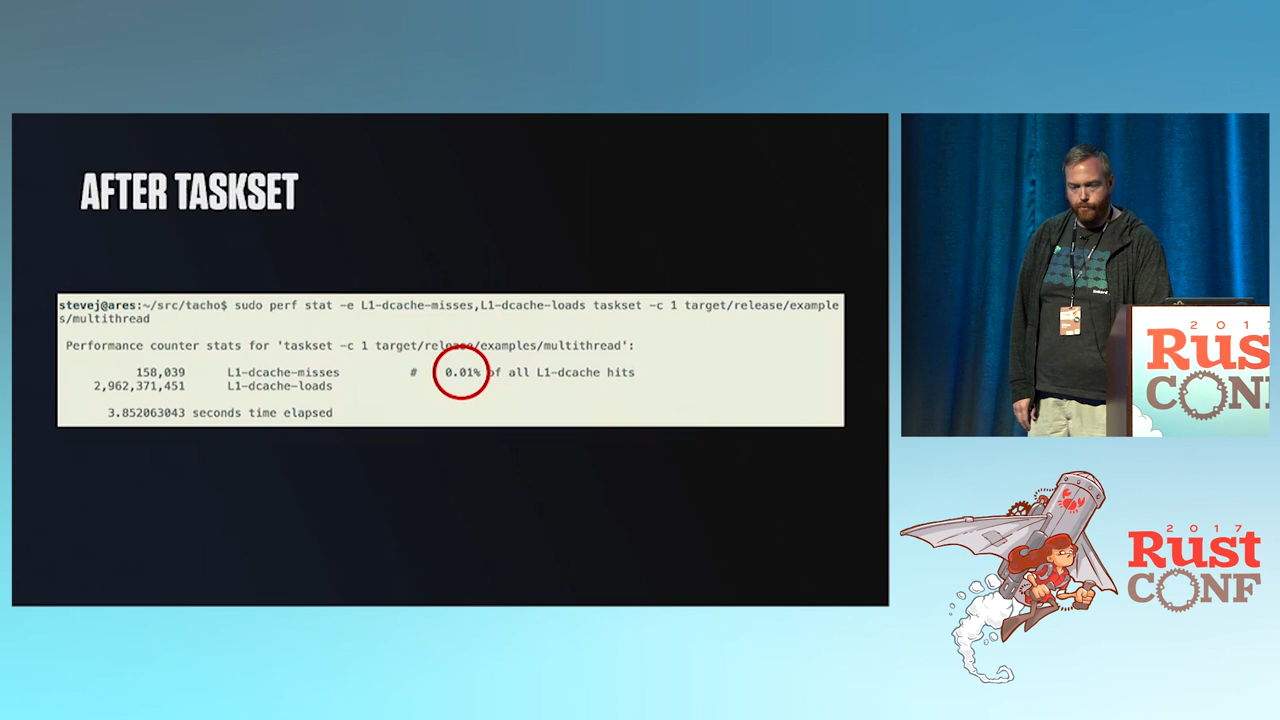 AFTER TASKSET
stevej@ares:~/src/tacho$ sudo perf stat -e L1-dcache-misses,L1-dcache-loads taskset -c 1 target/release/example
s/multithread
Performance counter stats for 'taskset -c 1 target/release/examples/multithread':
158,039 L1-dcache-misses # 0.01% of all L1-dcache hits
2,962,371,451 L1-dcache-loads
3.852063043 seconds time elapsed
201
Rus
CONF
2017
Rust
CONF